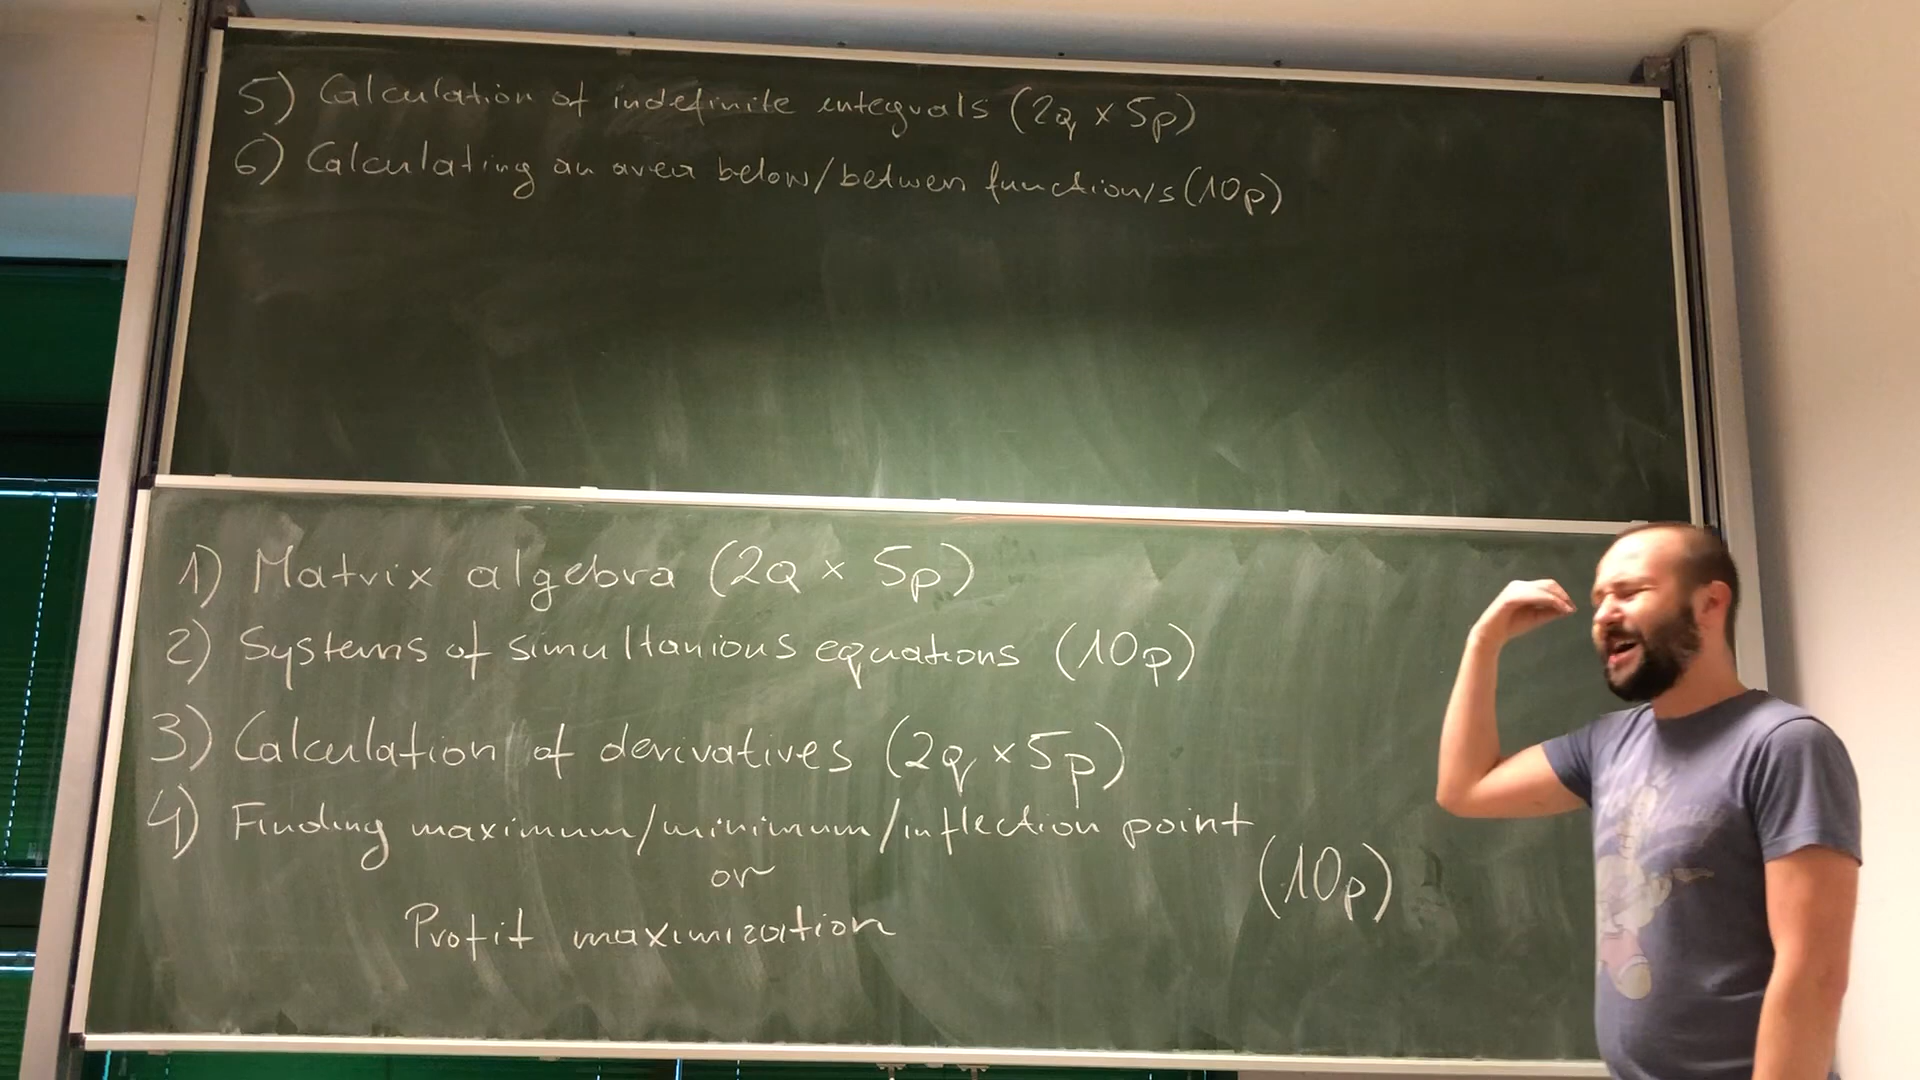 5) Calculation of indefinite integrals (2q x 5p)
6) Calculating an area below/betwen function/s (10p)
1) Matrix algebra (2Q x 5p)
2) Systems of simultanious equations (10p)
3) Calculation of derivatives (2q x 5p)
4) Finding maximum/minimum/inflection point
or
(10p)
Profit maximization